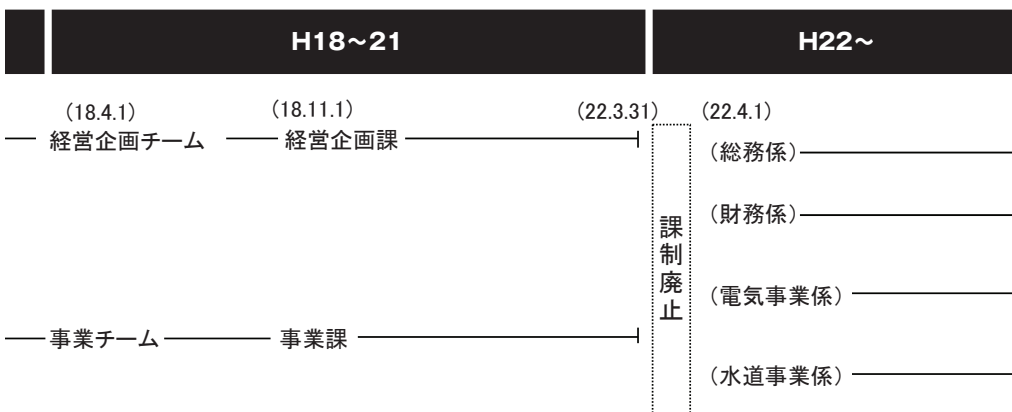 H18~21
H22~
（18.4.1）
（18.11.1）
（22.3.31）
（22.4.1）
経営企画チーム
経営企画課
（総務係）
（財務係）
課制廃止
（電気事業係）
事業チーム
事業課
（水道事業係）